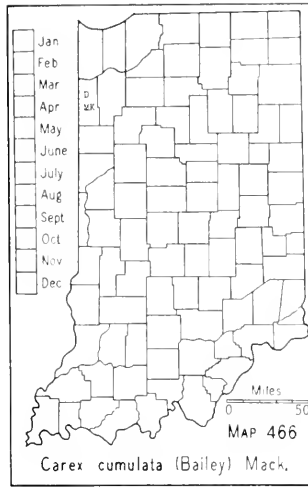 Jan
Feb
Mar
Apr
May
June
July
Aug
Sept
Oct
Nov
Dec
D
Miles
0 50
MAP 466
Carex cumulata (Bailey) Mack.